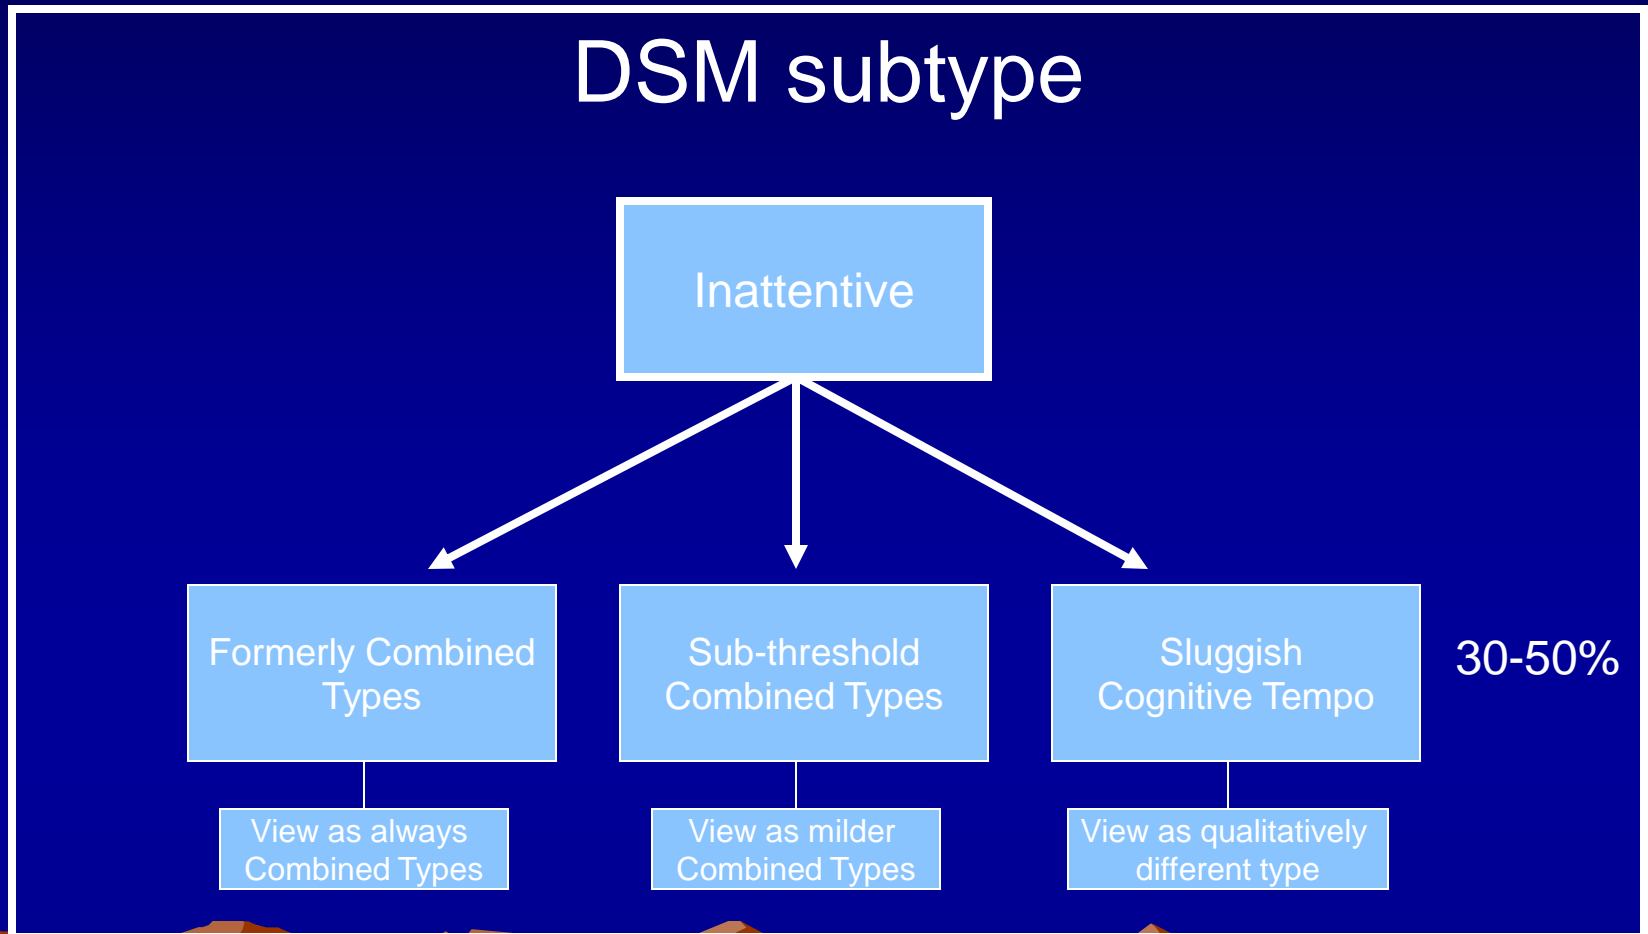 DSM subtype
Inattentive
Formerly Combined
Types
Sub-threshold
Combined Types
Sluggish
Cognitive Tempo
30-50%
View as always
Combined Types
View as milder
Combined Types
View as qualitatively
different type